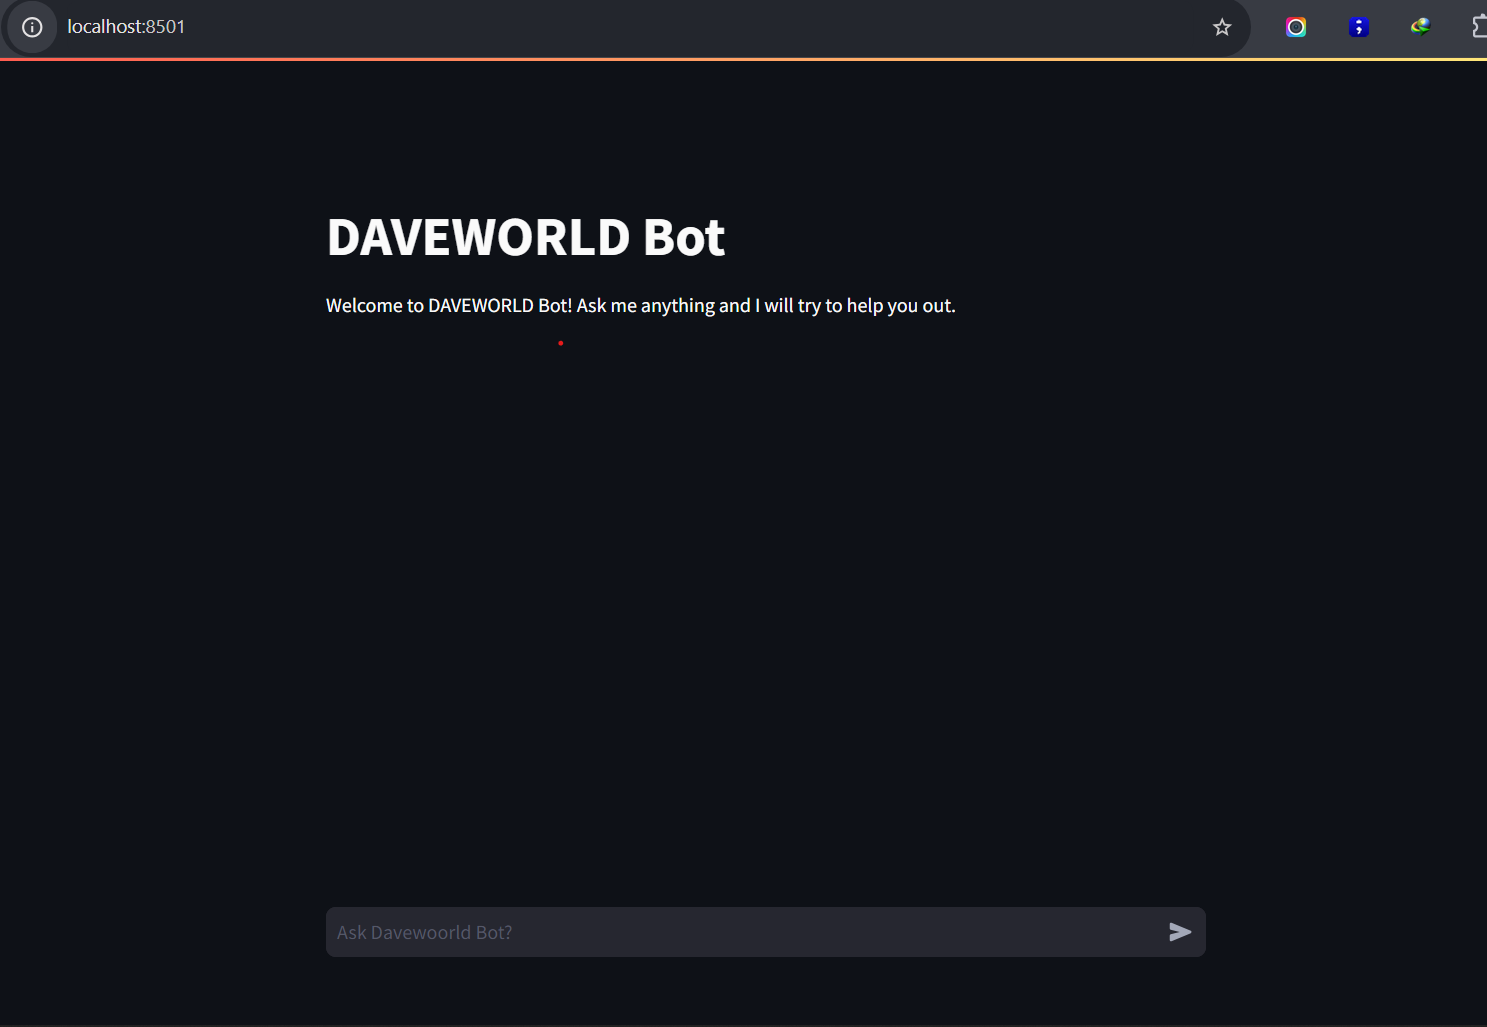 localhost:8501
DAVEWORLD Bot
Welcome to DAVEWORLD Bot! Ask me anything and I will try to help you out.
Ask Davewoorld Bot?